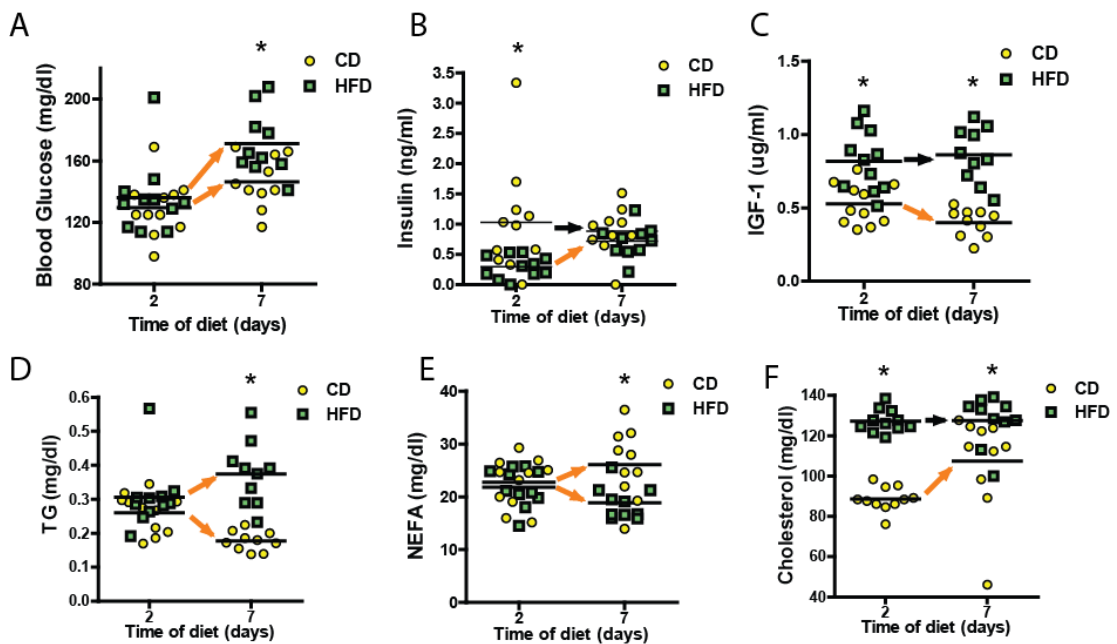 A
*
CD
HFD
Blood Glucose (mg/dl)
200
160
120
80
2
7
Time of diet (days)
B
*
CD
HFD
Insulin (ng/ml)
3.5
3.0
2.5
2.0
1.5
1.0
0.5
0.0
2
7
Time of diet (days)
C
* *
CD
HFD
IGF-1 (ug/ml)
1.5
1.0
0.5
0.0
2
7
Time of diet (days)
D
*
CD
HFD
TG (mg/dl)
0.6
0.5
0.4
0.3
0.2
0.1
0.0
2
7
Time of diet (days)
E
*
CD
HFD
NEFA (mg/dl)
40
30
20
10
0
2
7
Time of diet (days)
F
* *
CD
HFD
Cholesterol (mg/dl)
140
120
100
80
60
40
2
7
Time of diet (days)